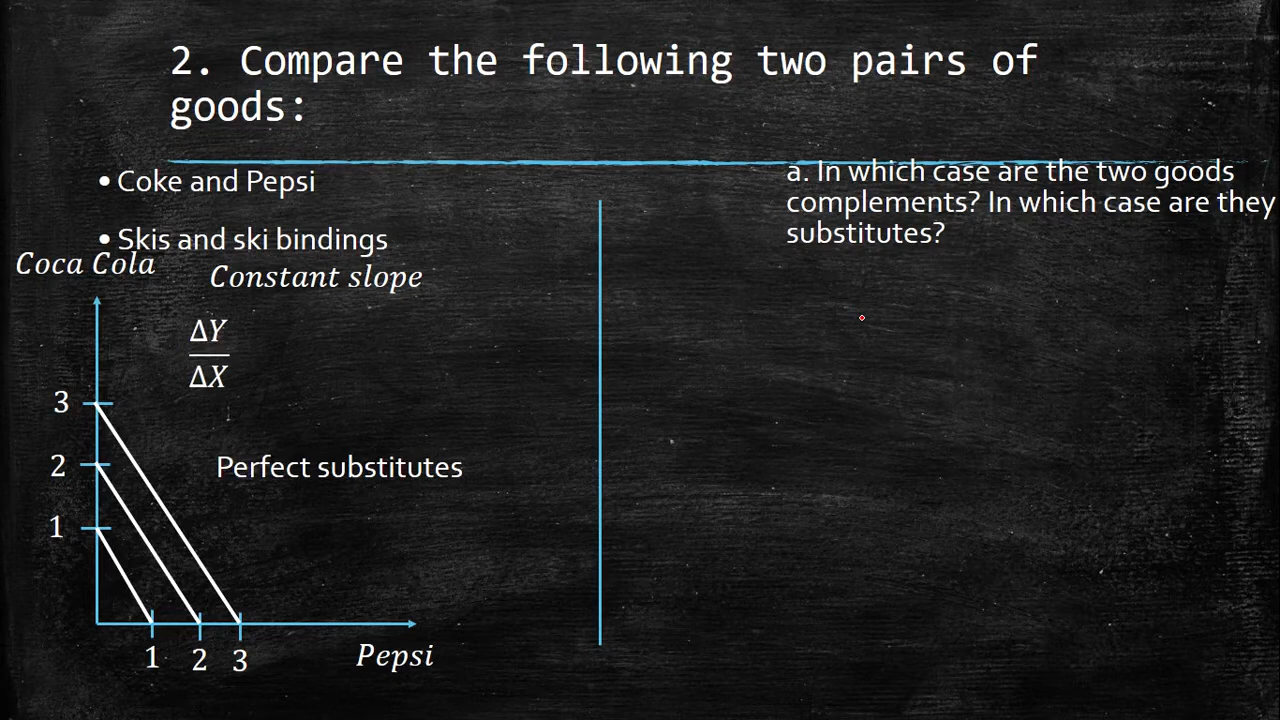 2. Compare the following two pairs of
goods:
• Coke and Pepsi
• Skis and ski bindings
a. In which case are the two goods
complements? In which case are they
substitutes?
Coca Cola
Constant slope
ΔY
ΔX
3
Perfect substitutes
2
1
1 2 3
Pepsi